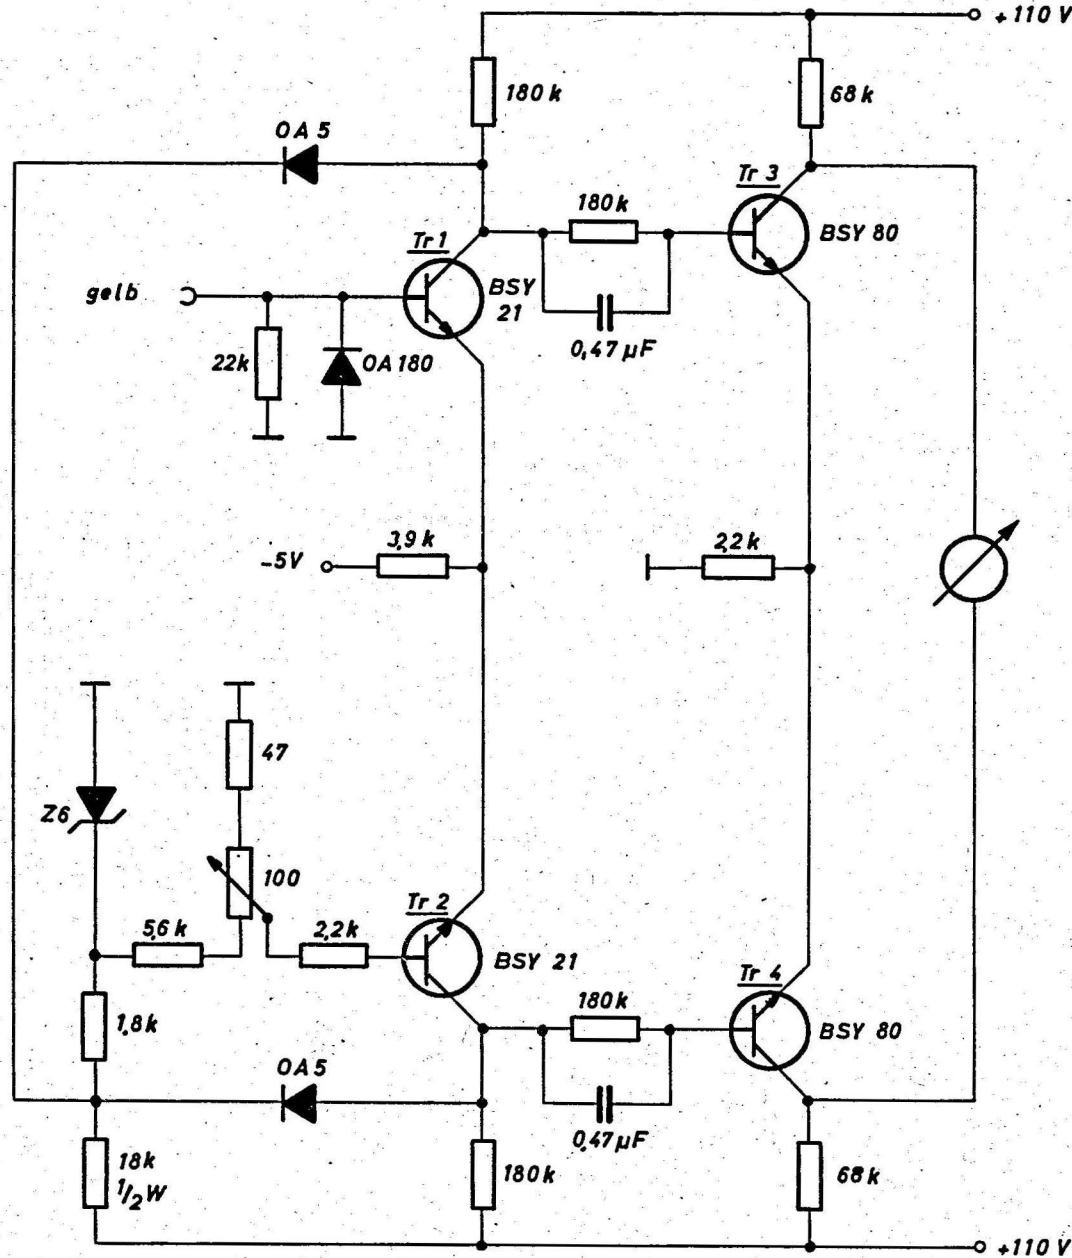 +110 V
180 k
68 k
OA 5
Tr 3
180 k
BSY 80
Tr 1
gelb
BSY
21
22k
OA 180
0,47 µF
3,9 k
-5V
2,2 k
47
Z6
100
Tr 2
5,6 k
2,2 k
BSY 21
Tr 4
180 k
1,8 k
BSY 80
OA 5
0,47 µF
18k
1/2 W
180 k
68 k
+110 V